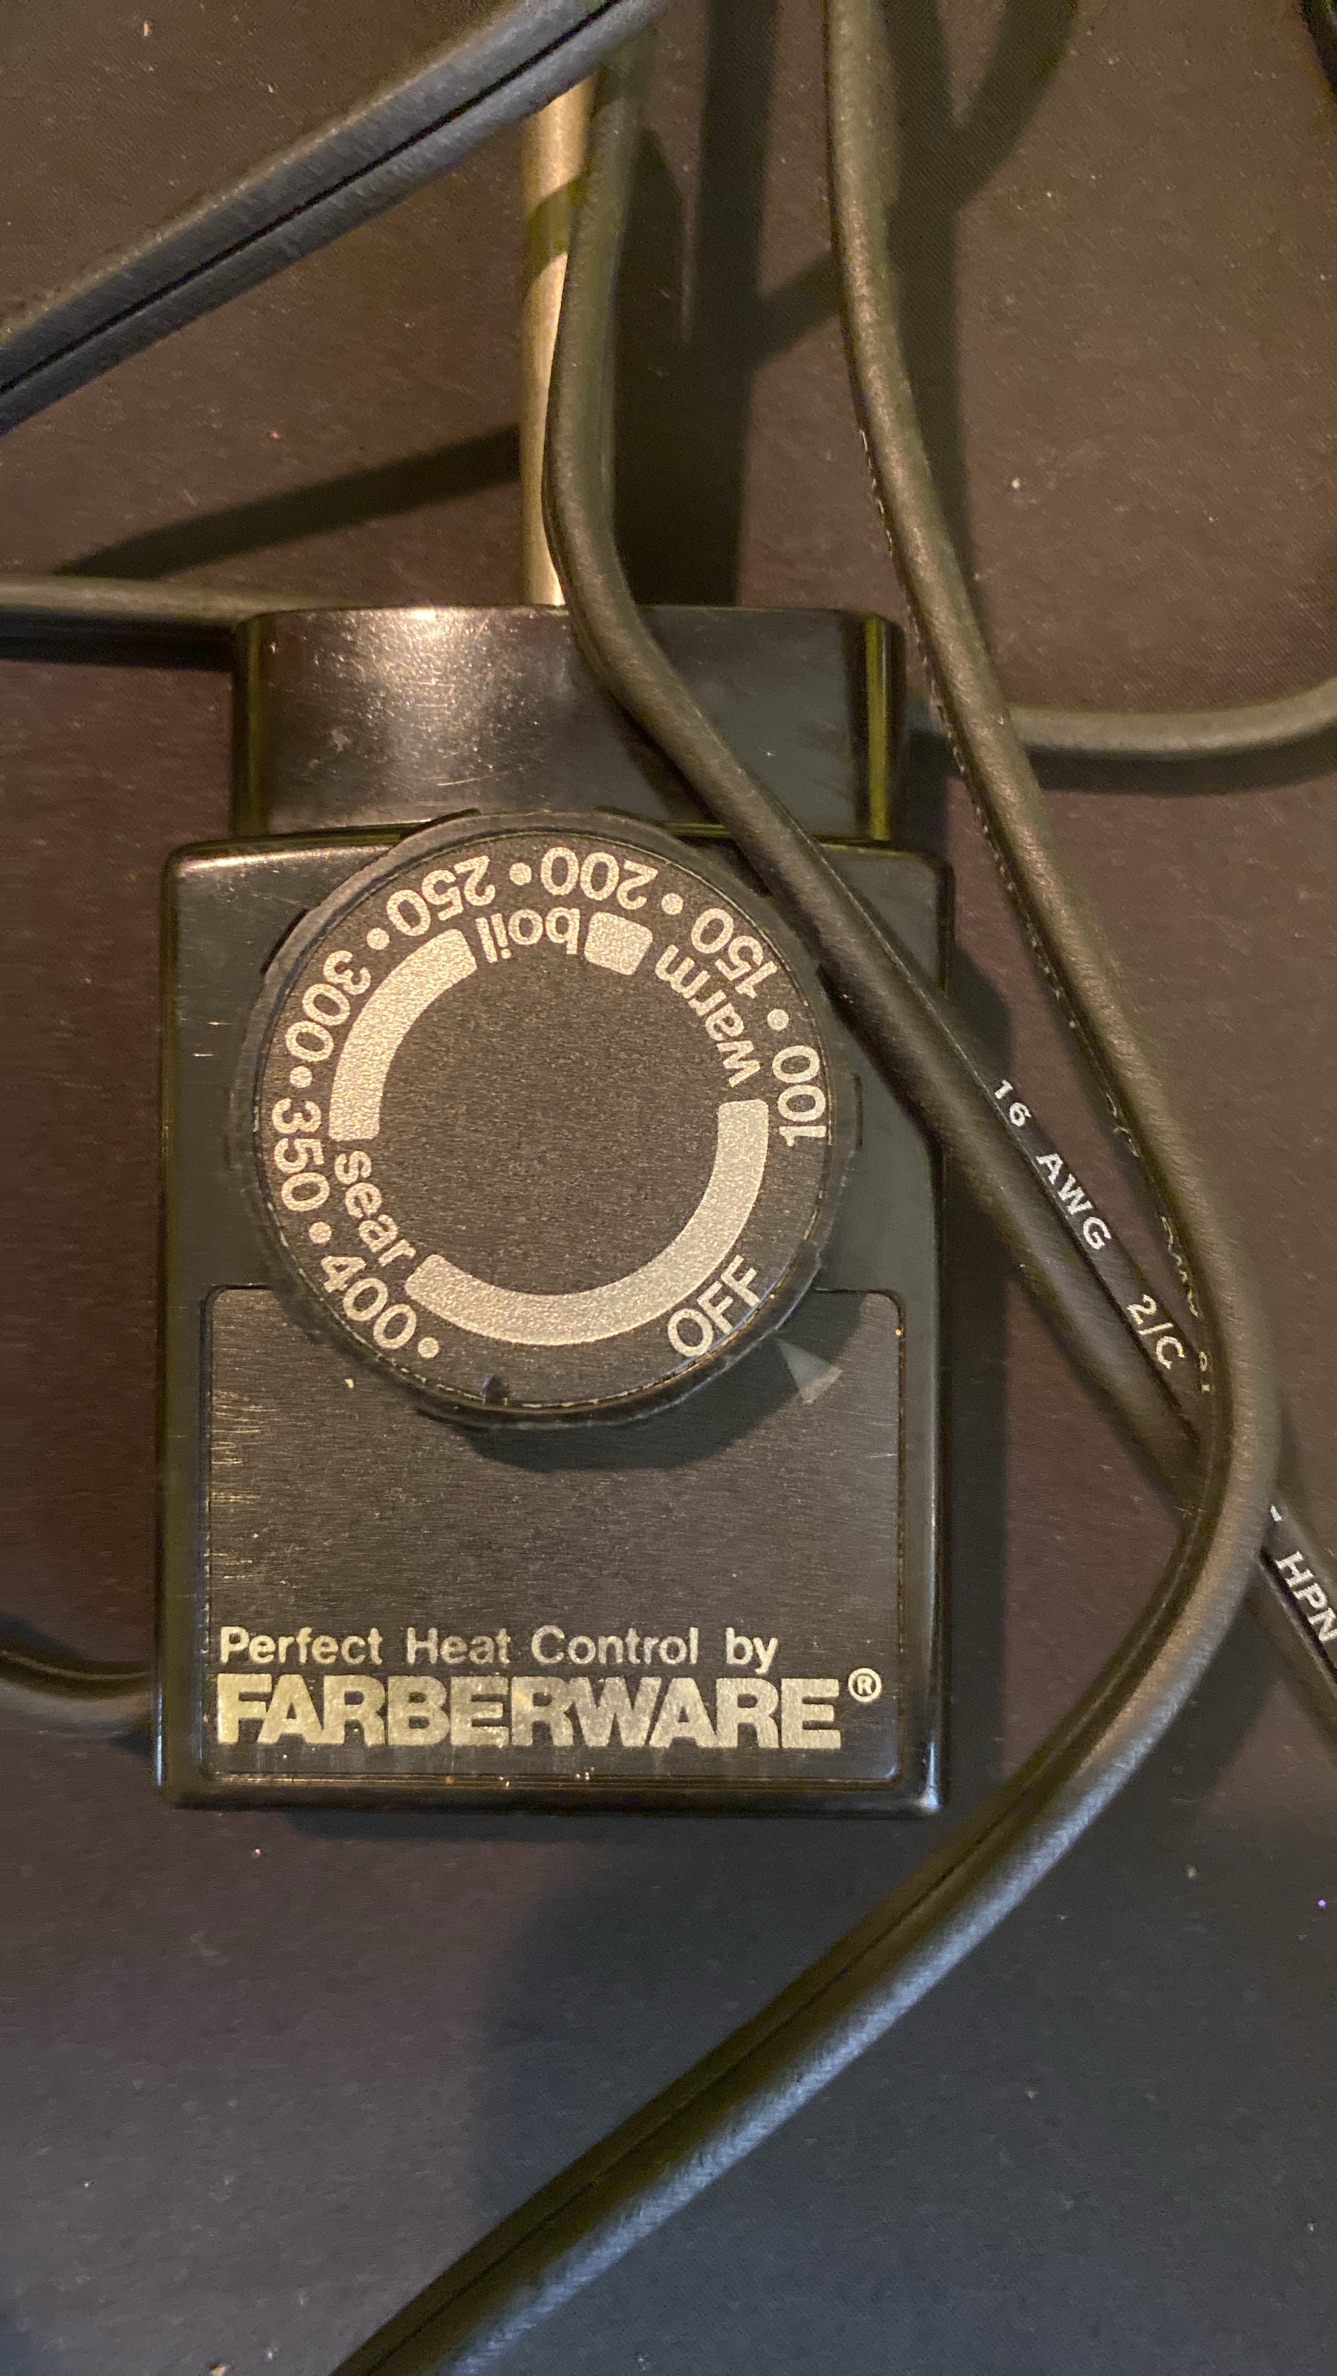 OFF
100 • 150 • 200 • 250 • 300 • 350 • 400 •
warm
boil
sear
Perfect Heat Control by
FARBERWARE®
16 AWG 2/C
HPN